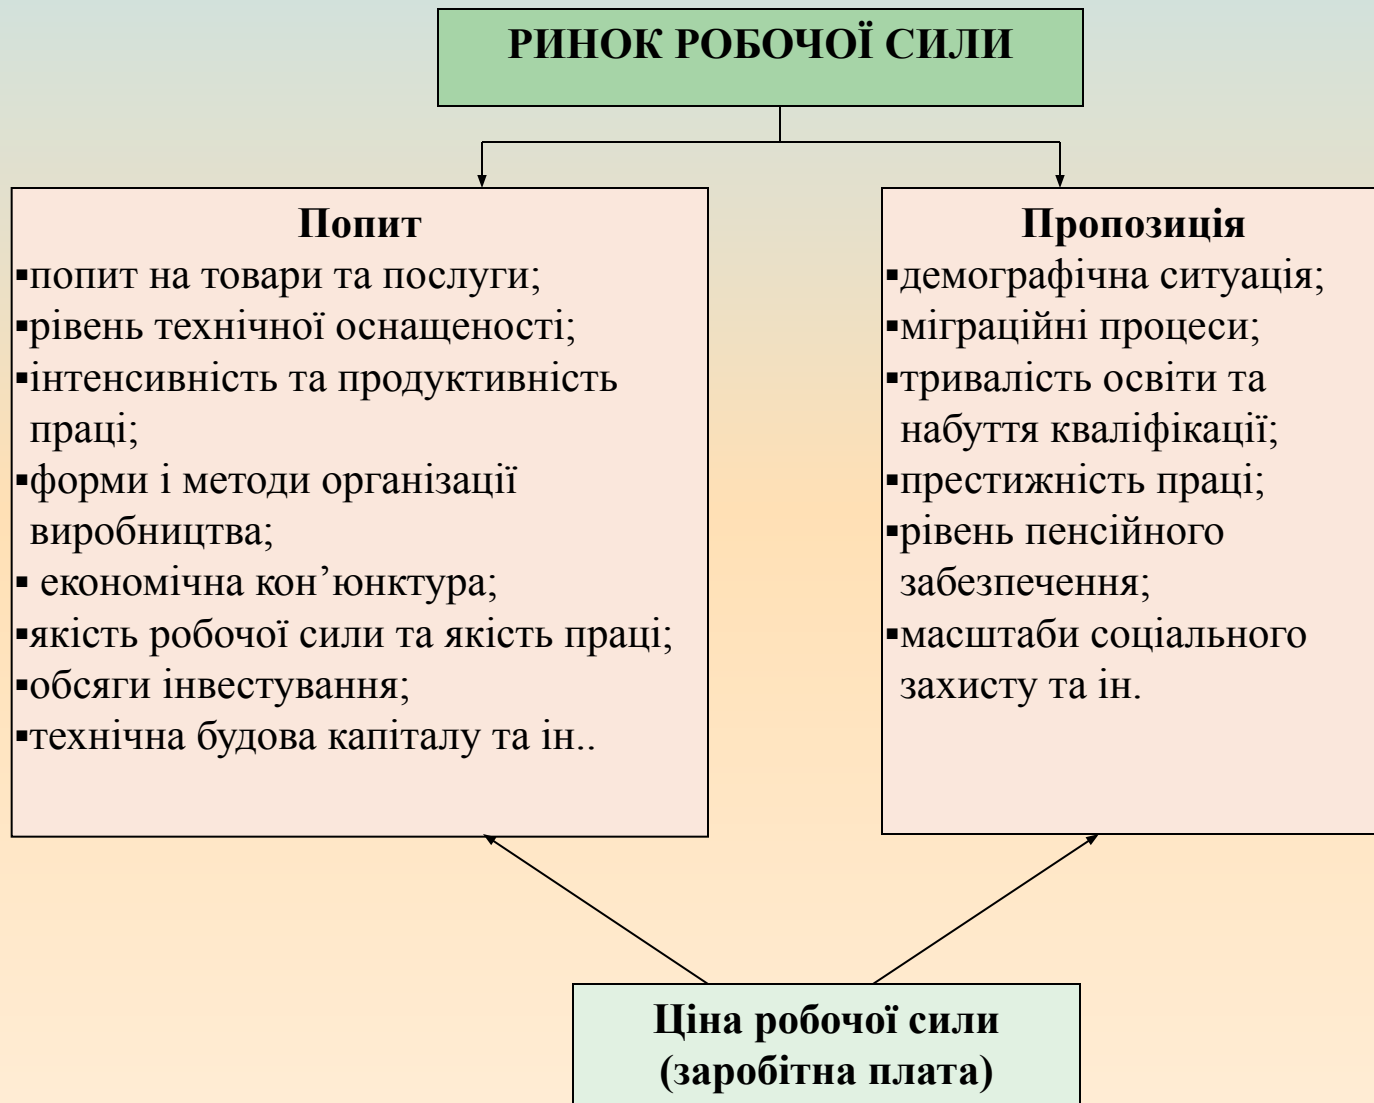 РИНОК РОБОЧОЇ СИЛИ
Попит
▪попит на товари та послуги;
▪рівень технічної оснащеності;
▪інтенсивність та продуктивність
праці;
▪форми і методи організації
виробництва;
▪ економічна кон’юнктура;
▪якість робочої сили та якість праці;
▪обсяги інвестування;
▪технічна будова капіталу та ін..
Пропозиція
▪демографічна ситуація;
▪міграційні процеси;
▪тривалість освіти та
набуття кваліфікації;
▪престижність праці;
▪рівень пенсійного
забезпечення;
▪масштаби соціального
захисту та ін.
Ціна робочої сили
(заробітна плата)